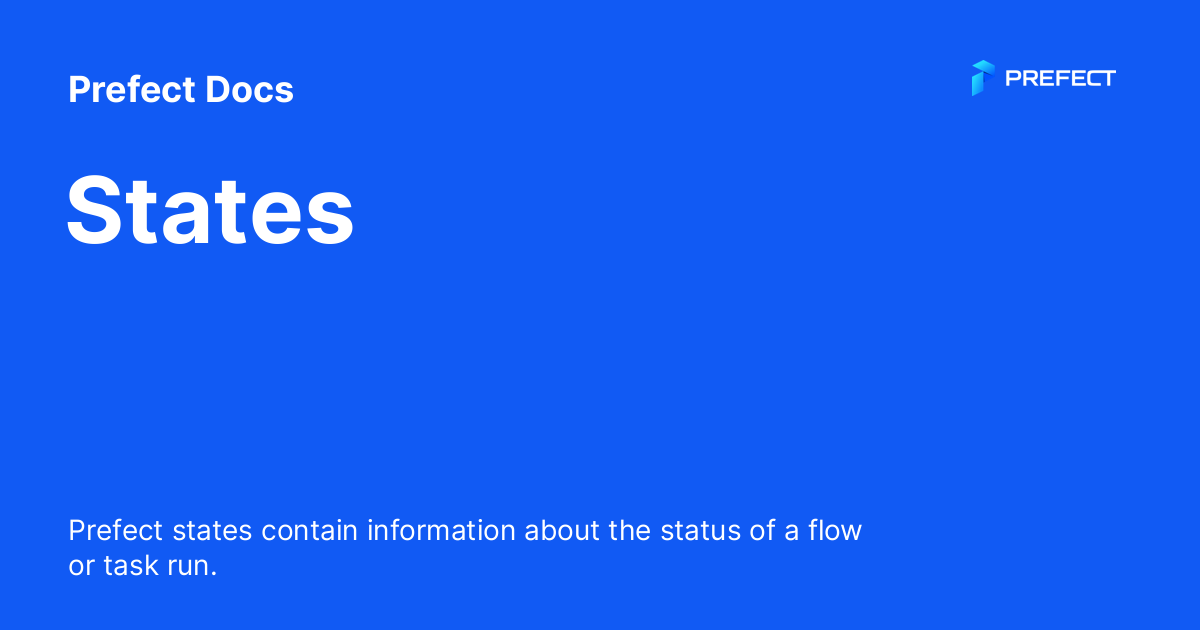 Prefect Docs
PREFECT
States
Prefect states contain information about the status of a flow
or task run.